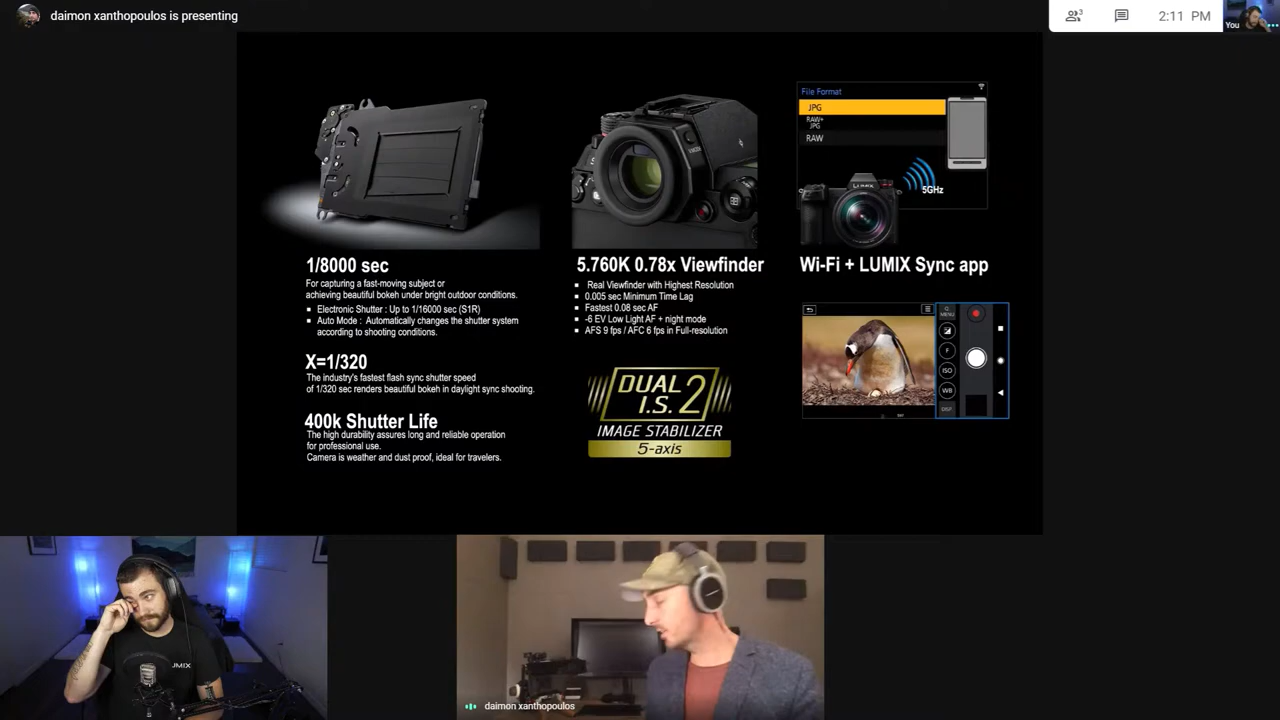 daimon xanthopoulos is presenting
3
2:11 PM
You
File Format
JPG
RAW+
JPG
RAW
LUMIX
5GHz
1/8000 sec
For capturing a fast-moving subject or
achieving beautiful bokeh under bright outdoor conditions.
Electronic Shutter : Up to 1/16000 sec (S1R)
Auto Mode : Automatically changes the shutter system
according to shooting conditions.
X=1/320
The industry's fastest flash sync shutter speed
of 1/320 sec renders beautiful bokeh in daylight sync shooting.
400k Shutter Life
The high durability assures long and reliable operation
for professional use.
Camera is weather and dust proof, ideal for travelers.
5.760K 0.78x Viewfinder
Real Viewfinder with Highest Resolution
0.005 sec Minimum Time Lag
Fastest 0.08 sec AF
-6 EV Low Light AF + night mode
AFS 9 fps / AFC 6 fps in Full-resolution
DUAL
I.S. 2
IMAGE STABILIZER
5-axis
Wi-Fi + LUMIX Sync app
Q
MENU
F
ISO
WB
DISP
JMIX
daimon xanthopoulos